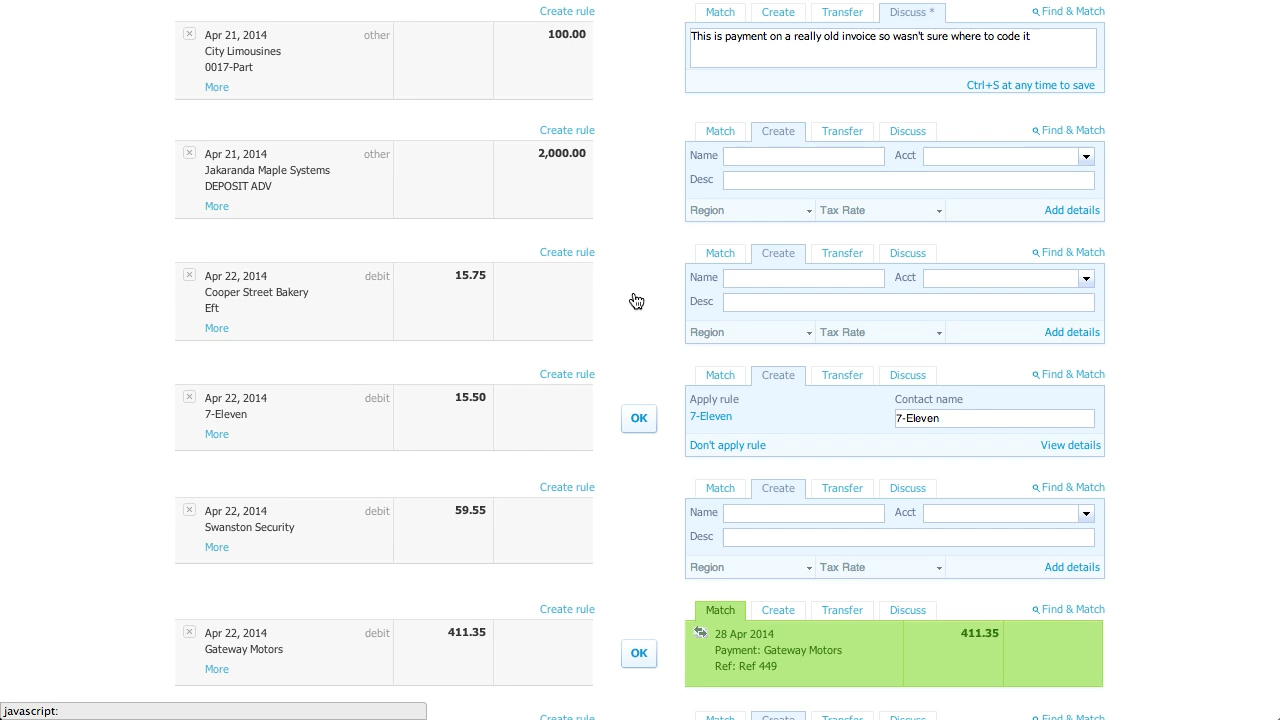 Create rule
Match Create Transfer Discuss * Find & Match
Apr 21, 2014 other 100.00
City Limousines
0017-Part
More
This is payment on a really old invoice so wasn't sure where to code it
Ctrl+S at any time to save
Create rule
Match Create Transfer Discuss Find & Match
Apr 21, 2014 other 2,000.00
Jakaranda Maple Systems
DEPOSIT ADV
More
Name Acct
Desc
Region Tax Rate Add details
Create rule
Match Create Transfer Discuss Find & Match
Apr 22, 2014 debit 15.75
Cooper Street Bakery
Eft
More
Name Acct
Desc
Region Tax Rate Add details
Create rule
Match Create Transfer Discuss Find & Match
Apr 22, 2014 debit 15.50
7-Eleven
More
OK
Apply rule Contact name
7-Eleven 7-Eleven
Don't apply rule View details
Create rule
Match Create Transfer Discuss Find & Match
Apr 22, 2014 debit 59.55
Swanston Security
More
Name Acct
Desc
Region Tax Rate Add details
Create rule
Match Create Transfer Discuss Find & Match
Apr 22, 2014 debit 411.35
Gateway Motors
More
OK
28 Apr 2014 411.35
Payment: Gateway Motors
Ref: Ref 449
Create rule
Match Create Transfer Discuss Find & Match
javascript: